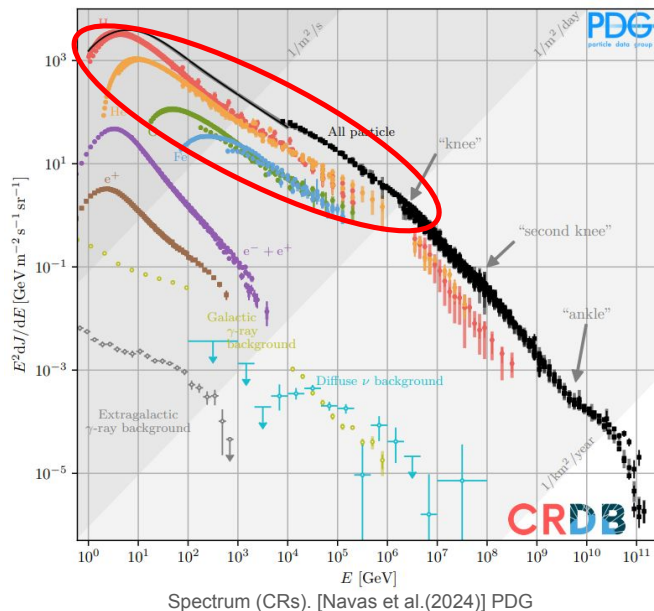 PDG
particle data group
1/m²/s
1/m²/day
H
He
C
Fe
All particle
"knee"
e⁺
"second knee"
e⁻ + e⁺
Galactic
γ-ray
background
"ankle"
Diffuse ν background
Extragalactic
γ-ray background
1/km²/year
CRDB
E²dJ/dE [GeV m⁻² s⁻¹ sr⁻¹]
10³
10¹
10⁻¹
10⁻³
10⁻⁵
10⁰ 10¹ 10² 10³ 10⁴ 10⁵ 10⁶ 10⁷ 10⁸ 10⁹ 10¹⁰ 10¹¹
E [GeV]
Spectrum (CRs). [Navas et al.(2024)] PDG